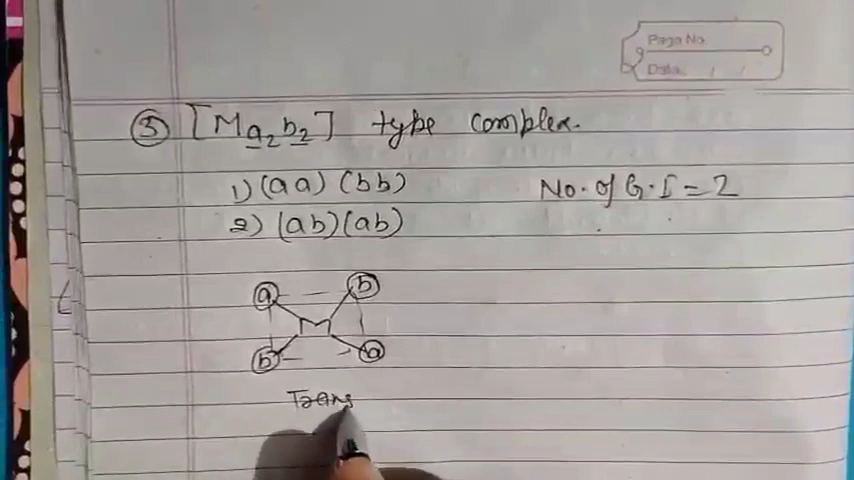 Page No.
Date: / /
③ [Ma2b2] type complex.
1) (aa) (bb) No. of G.I = 2
2) (ab)(ab)
a b
M
b a
Trans